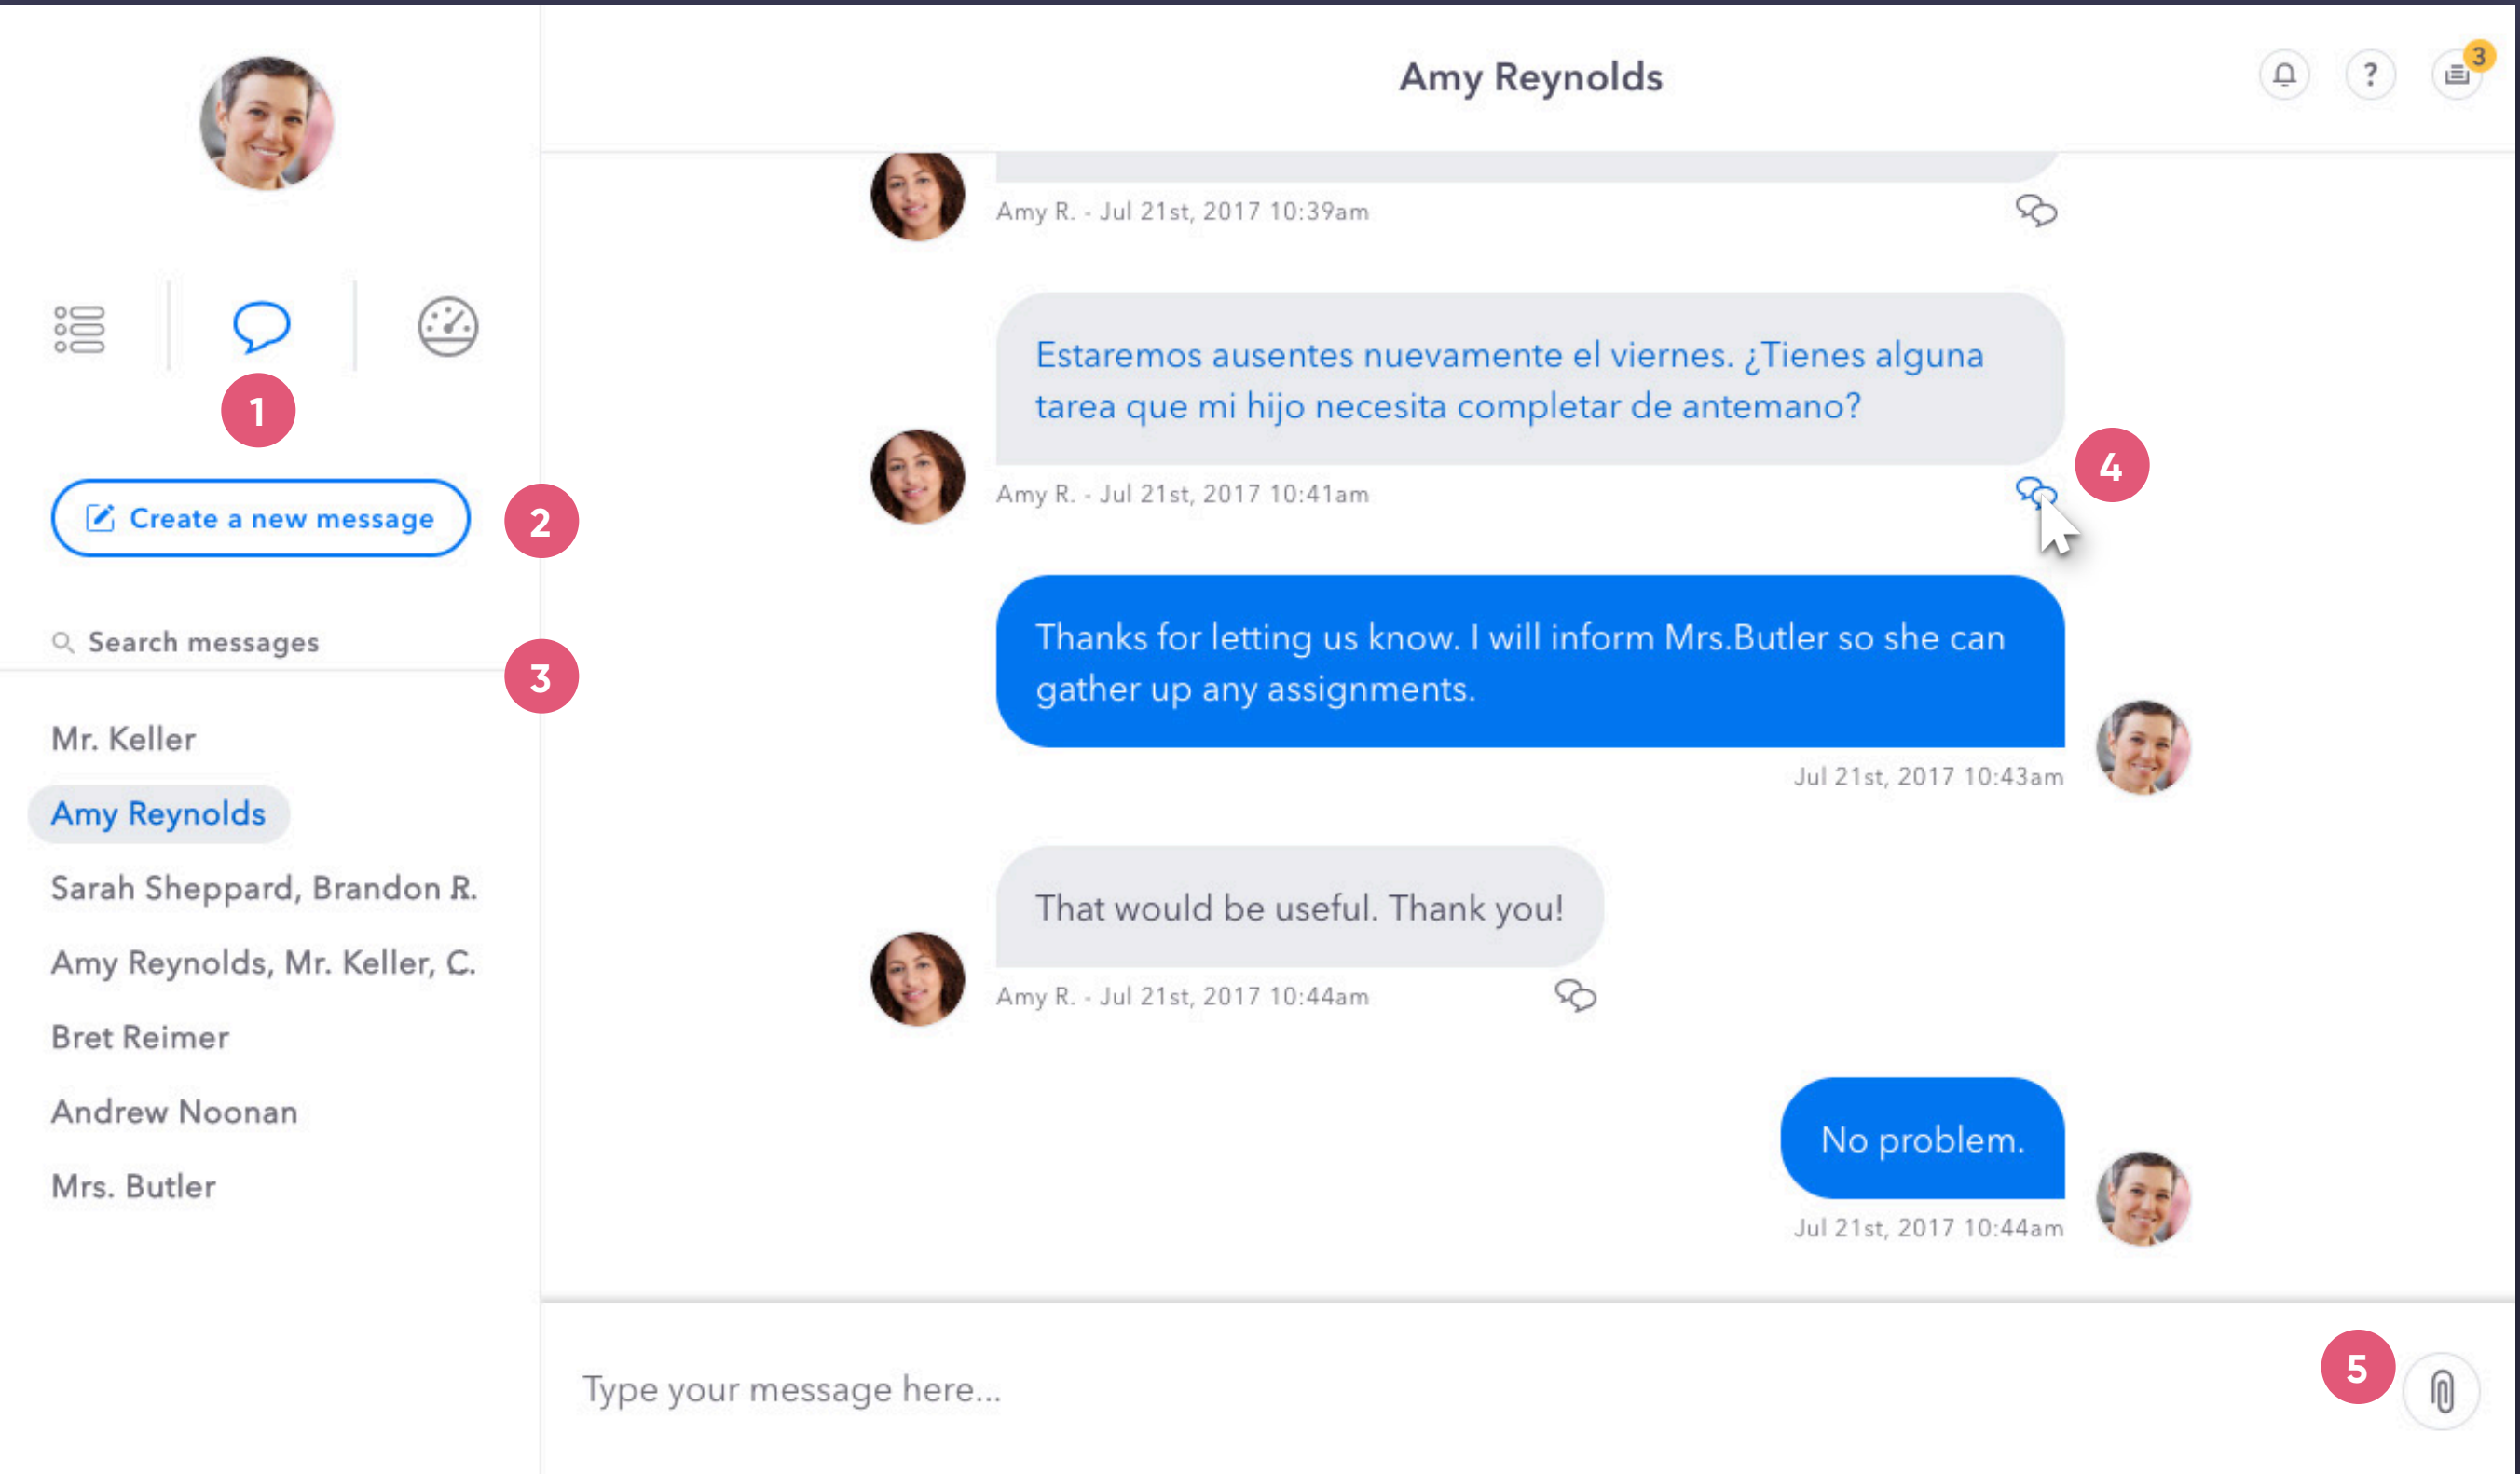 1
Create a new message
2
Search messages
3
Mr. Keller
Amy Reynolds
Sarah Sheppard, Brandon R.
Amy Reynolds, Mr. Keller, C.
Bret Reimer
Andrew Noonan
Mrs. Butler
Amy Reynolds
?
3
Amy R. - Jul 21st, 2017 10:39am
Estaremos ausentes nuevamente el viernes. ¿Tienes alguna
tarea que mi hijo necesita completar de antemano?
4
Amy R. - Jul 21st, 2017 10:41am
Thanks for letting us know. I will inform Mrs.Butler so she can
gather up any assignments.
Jul 21st, 2017 10:43am
That would be useful. Thank you!
Amy R. - Jul 21st, 2017 10:44am
No problem.
Jul 21st, 2017 10:44am
Type your message here...
5